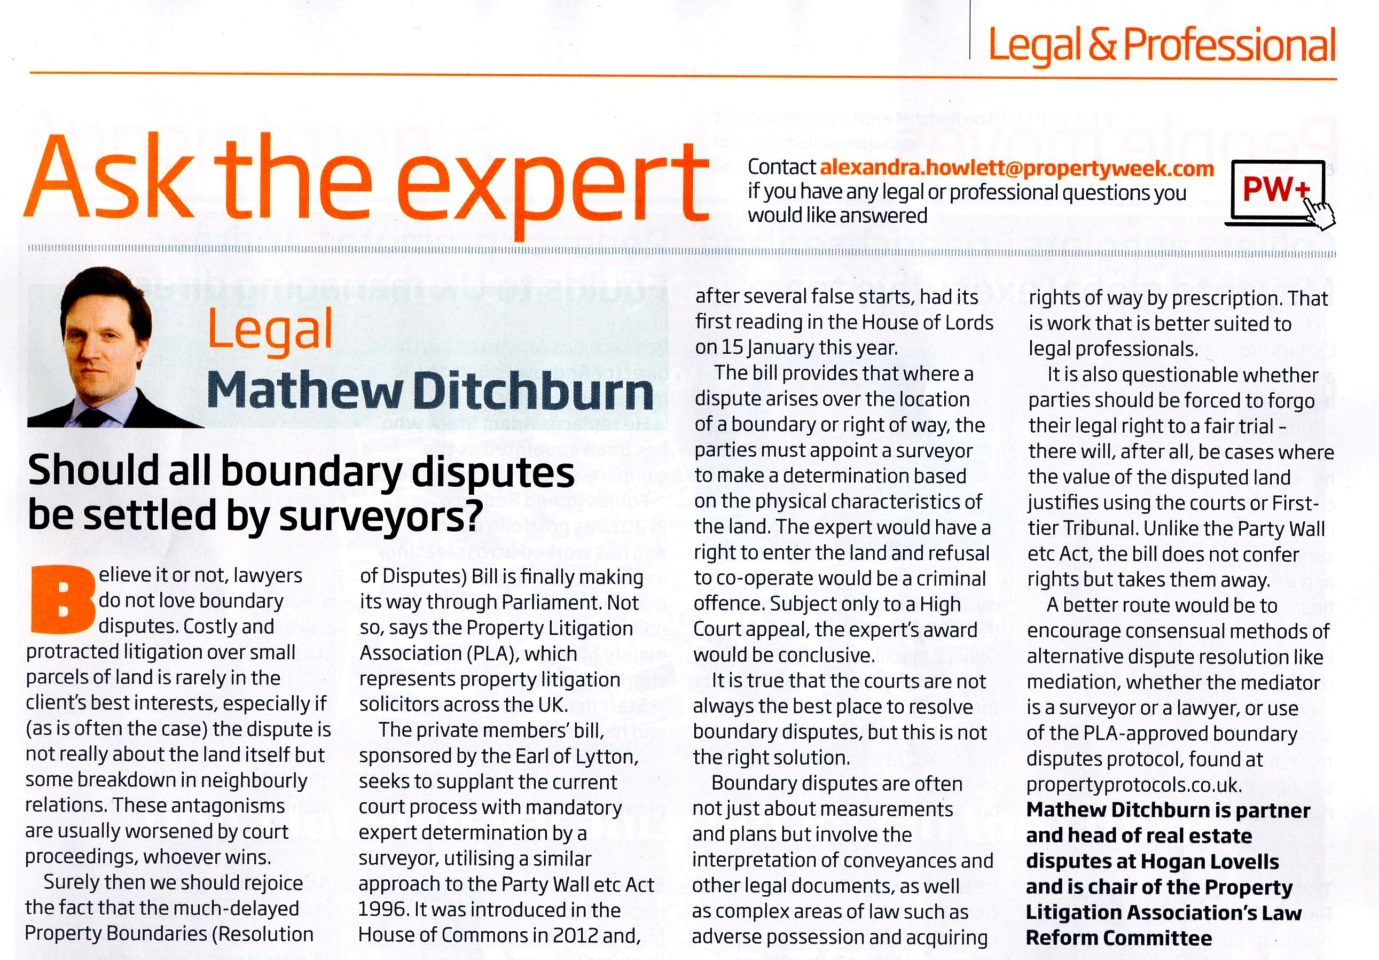 Legal & Professional
Ask the expert
Contact alexandra.howlett@propertyweek.com
if you have any legal or professional questions you
would like answered
PW+
Legal
Mathew Ditchburn
Should all boundary disputes
be settled by surveyors?
Believe it or not, lawyers
do not love boundary
disputes. Costly and
protracted litigation over small
parcels of land is rarely in the
client's best interests, especially if
(as is often the case) the dispute is
not really about the land itself but
some breakdown in neighbourly
relations. These antagonisms
are usually worsened by court
proceedings, whoever wins.
Surely then we should rejoice
the fact that the much-delayed
Property Boundaries (Resolution
of Disputes) Bill is finally making
its way through Parliament. Not
so, says the Property Litigation
Association (PLA), which
represents property litigation
solicitors across the UK.
The private members' bill,
sponsored by the Earl of Lytton,
seeks to supplant the current
court process with mandatory
expert determination by a
surveyor, utilising a similar
approach to the Party Wall etc Act
1996. It was introduced in the
House of Commons in 2012 and,
after several false starts, had its
first reading in the House of Lords
on 15 January this year.
The bill provides that where a
dispute arises over the location
of a boundary or right of way, the
parties must appoint a surveyor
to make a determination based
on the physical characteristics of
the land. The expert would have a
right to enter the land and refusal
to co-operate would be a criminal
offence. Subject only to a High
Court appeal, the expert's award
would be conclusive.
It is true that the courts are not
always the best place to resolve
boundary disputes, but this is not
the right solution.
Boundary disputes are often
not just about measurements
and plans but involve the
interpretation of conveyances and
other legal documents, as well
as complex areas of law such as
adverse possession and acquiring
rights of way by prescription. That
is work that is better suited to
legal professionals.
It is also questionable whether
parties should be forced to forgo
their legal right to a fair trial –
there will, after all, be cases where
the value of the disputed land
justifies using the courts or First-
tier Tribunal. Unlike the Party Wall
etc Act, the bill does not confer
rights but takes them away.
A better route would be to
encourage consensual methods of
alternative dispute resolution like
mediation, whether the mediator
is a surveyor or a lawyer, or use
of the PLA-approved boundary
disputes protocol, found at
propertyprotocols.co.uk.
Mathew Ditchburn is partner
and head of real estate
disputes at Hogan Lovells
and is chair of the Property
Litigation Association's Law
Reform Committee